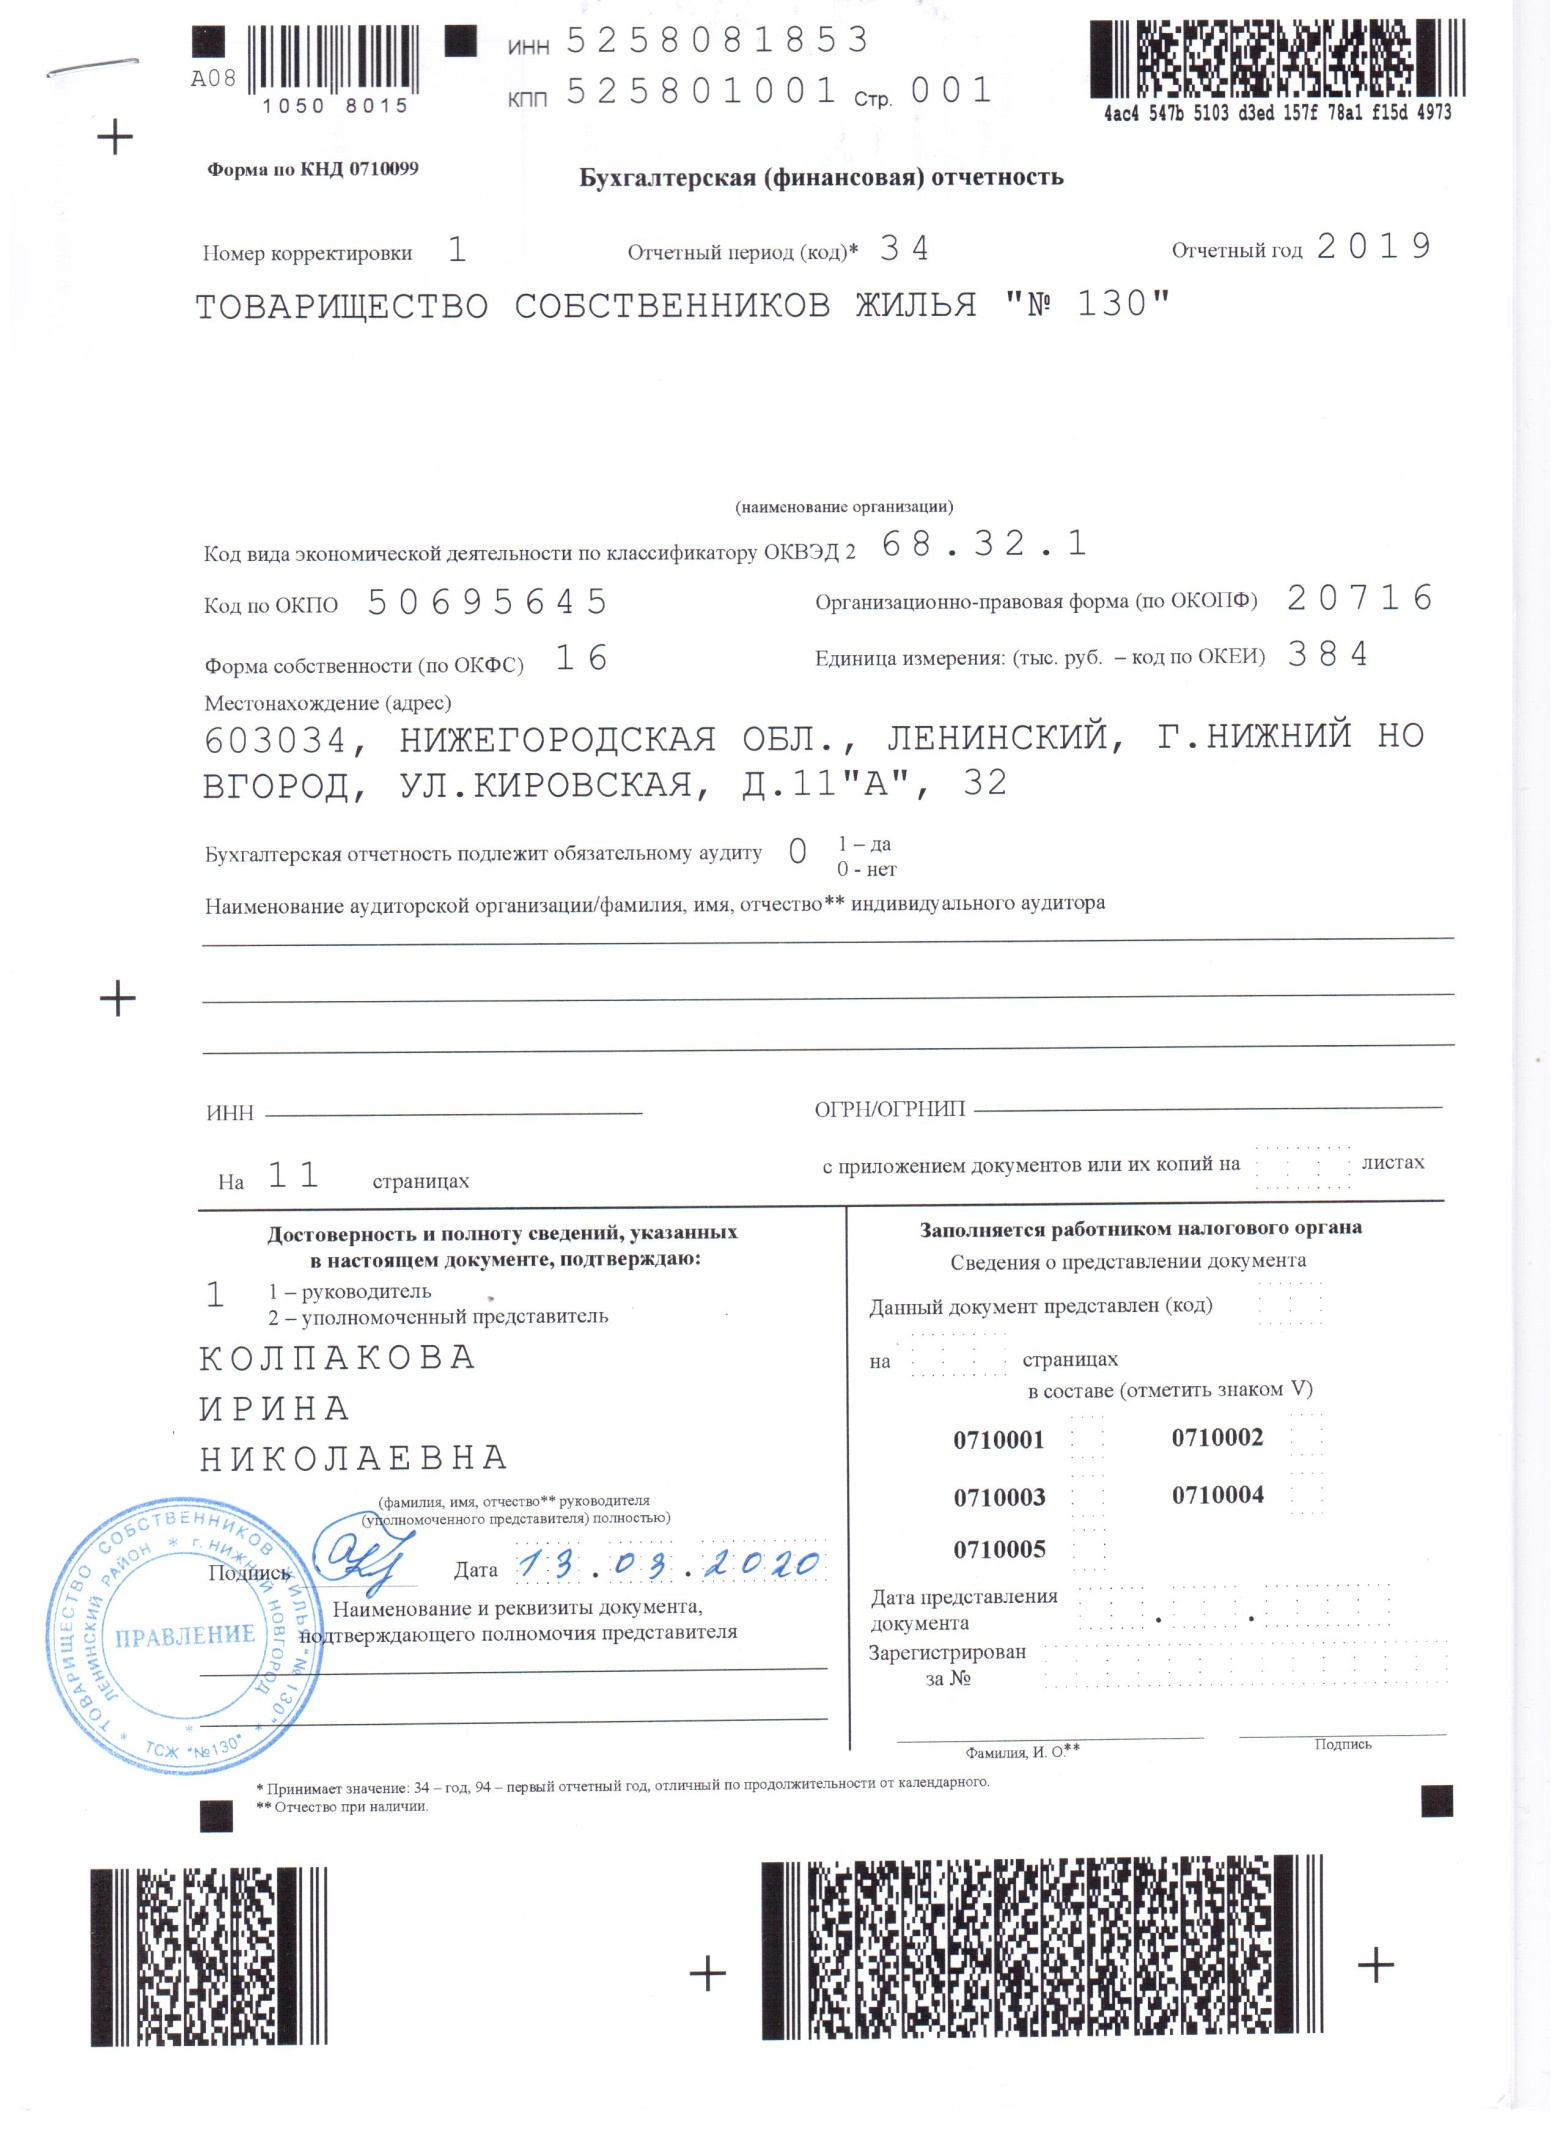 ИНН 5258081853
А08
1050 8015
КПП 525801001 Стр. 001
4ac4 547b 5103 d3ed 157f 78a1 f15d 4973
Форма по КНД 0710099
Бухгалтерская (финансовая) отчетность
Номер корректировки 1 Отчетный период (код)* 34 Отчетный год 2019
ТОВАРИЩЕСТВО СОБСТВЕННИКОВ ЖИЛЬЯ "№ 130"
(наименование организации)
Код вида экономической деятельности по классификатору ОКВЭД 2 68.32.1
Код по ОКПО 50695645 Организационно-правовая форма (по ОКОПФ) 20716
Форма собственности (по ОКФС) 16 Единица измерения: (тыс. руб. – код по ОКЕИ) 384
Местонахождение (адрес)
603034, НИЖЕГОРОДСКАЯ ОБЛ., ЛЕНИНСКИЙ, Г.НИЖНИЙ НО
ВГОРОД, УЛ.КИРОВСКАЯ, Д.11"А", 32
Бухгалтерская отчетность подлежит обязательному аудиту 0 1 – да
0 - нет
Наименование аудиторской организации/фамилия, имя, отчество** индивидуального аудитора
ИНН ОГРН/ОГРНИП
На 11 страницах с приложением документов или их копий на листах
Достоверность и полноту сведений, указанных
в настоящем документе, подтверждаю:
1 1 – руководитель
2 – уполномоченный представитель
КОЛПАКОВА
ИРИНА
НИКОЛАЕВНА
(фамилия, имя, отчество** руководителя
(уполномоченного представителя) полностью)
Подпись Дата 13.03.2020
Наименование и реквизиты документа,
подтверждающего полномочия представителя
ТОВАРИЩЕСТВО СОБСТВЕННИКОВ ЖИЛЬЯ "№ 130" *
ЛЕНИНСКИЙ РАЙОН * г. НИЖНИЙ НОВГОРОД
ПРАВЛЕНИЕ
* ТСЖ "№130" *
Заполняется работником налогового органа
Сведения о представлении документа
Данный документ представлен (код)
на страницах
в составе (отметить знаком V)
0710001 0710002
0710003 0710004
0710005
Дата представления
документа
Зарегистрирован
за №
Фамилия, И. О.** Подпись
* Принимает значение: 34 – год, 94 – первый отчетный год, отличный по продолжительности от календарного.
** Отчество при наличии.